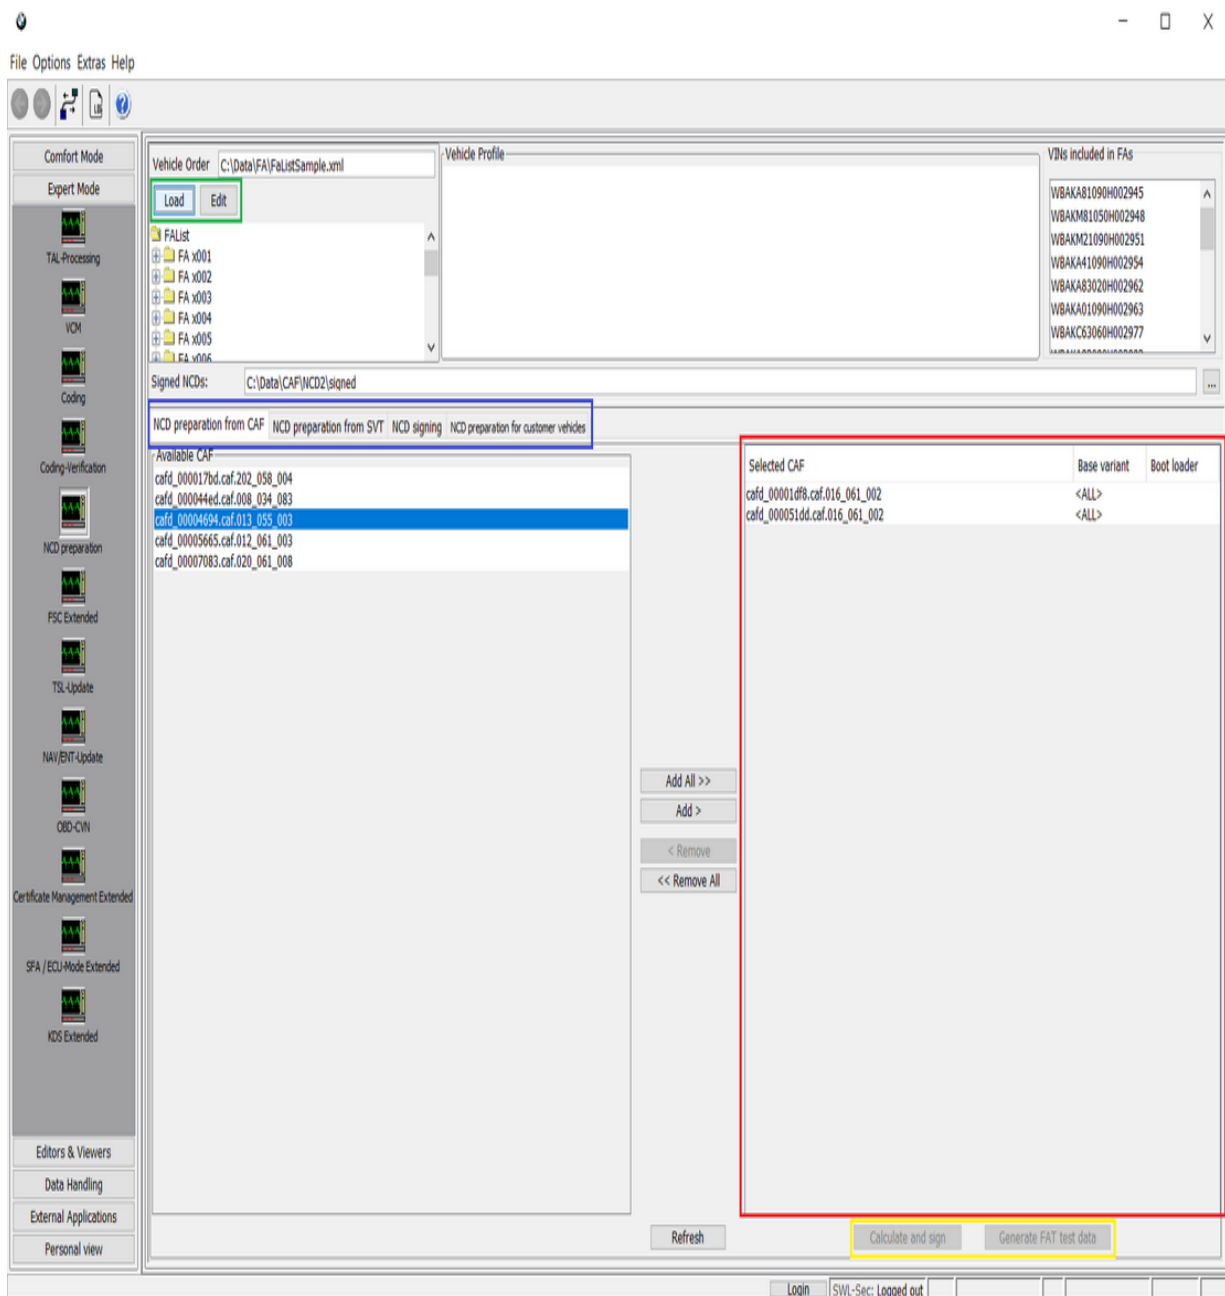 File Options Extras Help
Comfort Mode
Expert Mode
TAL-Processing
VCM
Coding
Coding-Verification
NCD preparation
FSC Extended
TSL-Update
NAV/ENT-Update
OBD-CVN
Certificate Management Extended
SFA / ECU-Mode Extended
KDS Extended
Editors & Viewers
Data Handling
External Applications
Personal view
Vehicle Order C:\Data\FA\FaListSample.xml
Load Edit
FAList
FA x001
FA x002
FA x003
FA x004
FA x005
FA x006
Vehicle Profile
VINs included in FAs
WBAKA81090H002945
WBAKM81050H002948
WBAKM21090H002951
WBAKA41090H002954
WBAKA83020H002962
WBAKA01090H002963
WBAKC63060H002977
Signed NCDs: C:\Data\CAF\NCD2\signed ...
NCD preparation from CAF NCD preparation from SVT NCD signing NCD preparation for customer vehicles
Available CAF
cafd_000017bd.caf.202_058_004
cafd_000044ed.caf.008_034_083
cafd_00004694.caf.013_055_003
cafd_00005665.caf.012_061_003
cafd_00007083.caf.020_061_008
Add All >>
Add >
< Remove
<< Remove All
Selected CAF Base variant Boot loader
cafd_00001df8.caf.016_061_002 <ALL>
cafd_000051dd.caf.016_061_002 <ALL>
Refresh Calculate and sign Generate FAT test data
Login SWL-Sec: Logged out